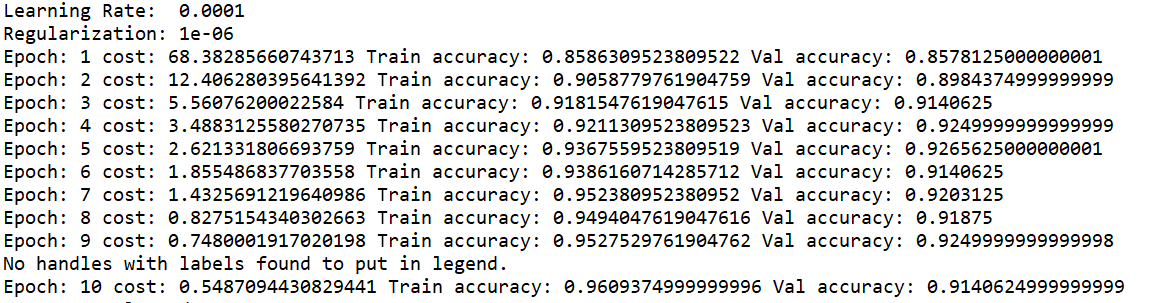 Learning Rate:  0.0001
Regularization: 1e-06
Epoch: 1 cost: 68.38285660743713 Train accuracy: 0.8586309523809522 Val accuracy: 0.8578125000000001
Epoch: 2 cost: 12.406280395641392 Train accuracy: 0.9058779761904759 Val accuracy: 0.8984374999999999
Epoch: 3 cost: 5.56076200022584 Train accuracy: 0.9181547619047615 Val accuracy: 0.9140625
Epoch: 4 cost: 3.4883125580270735 Train accuracy: 0.9211309523809523 Val accuracy: 0.9249999999999999
Epoch: 5 cost: 2.621331806693759 Train accuracy: 0.9367559523809519 Val accuracy: 0.9265625000000001
Epoch: 6 cost: 1.855486837703558 Train accuracy: 0.9386160714285712 Val accuracy: 0.9140625
Epoch: 7 cost: 1.4325691219640986 Train accuracy: 0.952380952380952 Val accuracy: 0.9203125
Epoch: 8 cost: 0.8275154340302663 Train accuracy: 0.9494047619047616 Val accuracy: 0.91875
Epoch: 9 cost: 0.7480001917020198 Train accuracy: 0.9527529761904762 Val accuracy: 0.9249999999999998
No handles with labels found to put in legend.
Epoch: 10 cost: 0.5487094430829441 Train accuracy: 0.9609374999999996 Val accuracy: 0.9140624999999999